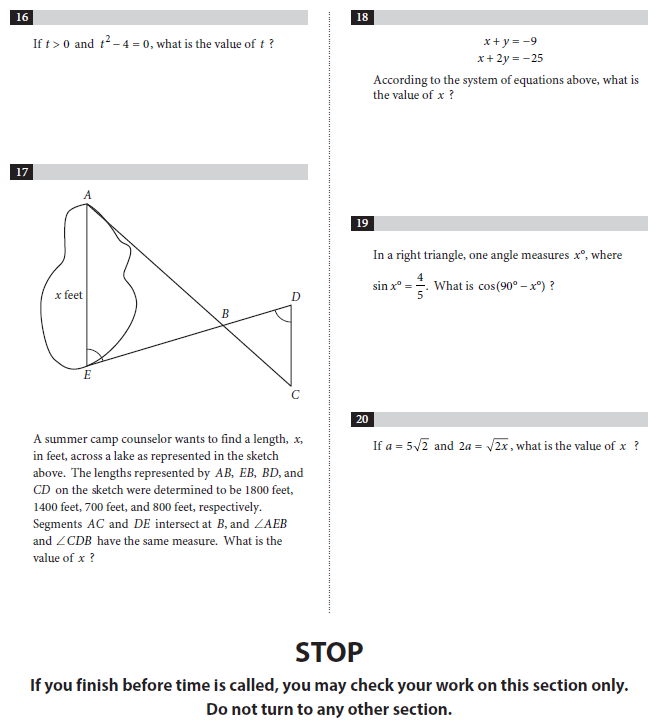 16
If t > 0 and t² – 4 = 0, what is the value of t ?
17
A
x feet
D
B
E
C
A summer camp counselor wants to find a length, x,
in feet, across a lake as represented in the sketch
above. The lengths represented by AB, EB, BD, and
CD on the sketch were determined to be 1800 feet,
1400 feet, 700 feet, and 800 feet, respectively.
Segments AC and DE intersect at B, and ∠AEB
and ∠CDB have the same measure. What is the
value of x ?
18
x + y = –9
x + 2y = –25
According to the system of equations above, what is
the value of x ?
19
In a right triangle, one angle measures x°, where
sin x° = 4/5. What is cos(90° – x°) ?
20
If a = 5√2 and 2a = √2x, what is the value of x ?
STOP
If you finish before time is called, you may check your work on this section only.
Do not turn to any other section.